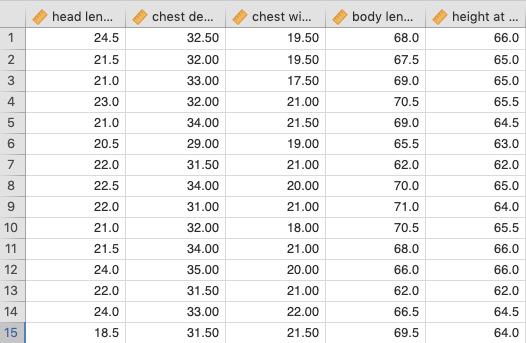 head len... chest de... chest wi... body len... height at ...
1 24.5 32.50 19.50 68.0 66.0
2 21.5 32.00 19.50 67.5 65.0
3 21.0 33.00 17.50 69.0 65.0
4 23.0 32.00 21.00 70.5 65.5
5 21.0 34.00 21.50 69.0 64.5
6 20.5 29.00 19.00 65.5 63.0
7 22.0 31.50 21.00 62.0 62.0
8 22.5 34.00 20.00 70.0 65.0
9 22.0 31.00 21.00 71.0 64.0
10 21.0 32.00 18.00 70.5 65.5
11 21.5 34.00 21.00 68.0 66.0
12 24.0 35.00 20.00 66.0 66.0
13 22.0 31.50 21.00 62.0 62.0
14 24.0 33.00 22.00 66.5 64.5
15 18.5 31.50 21.50 69.5 64.0